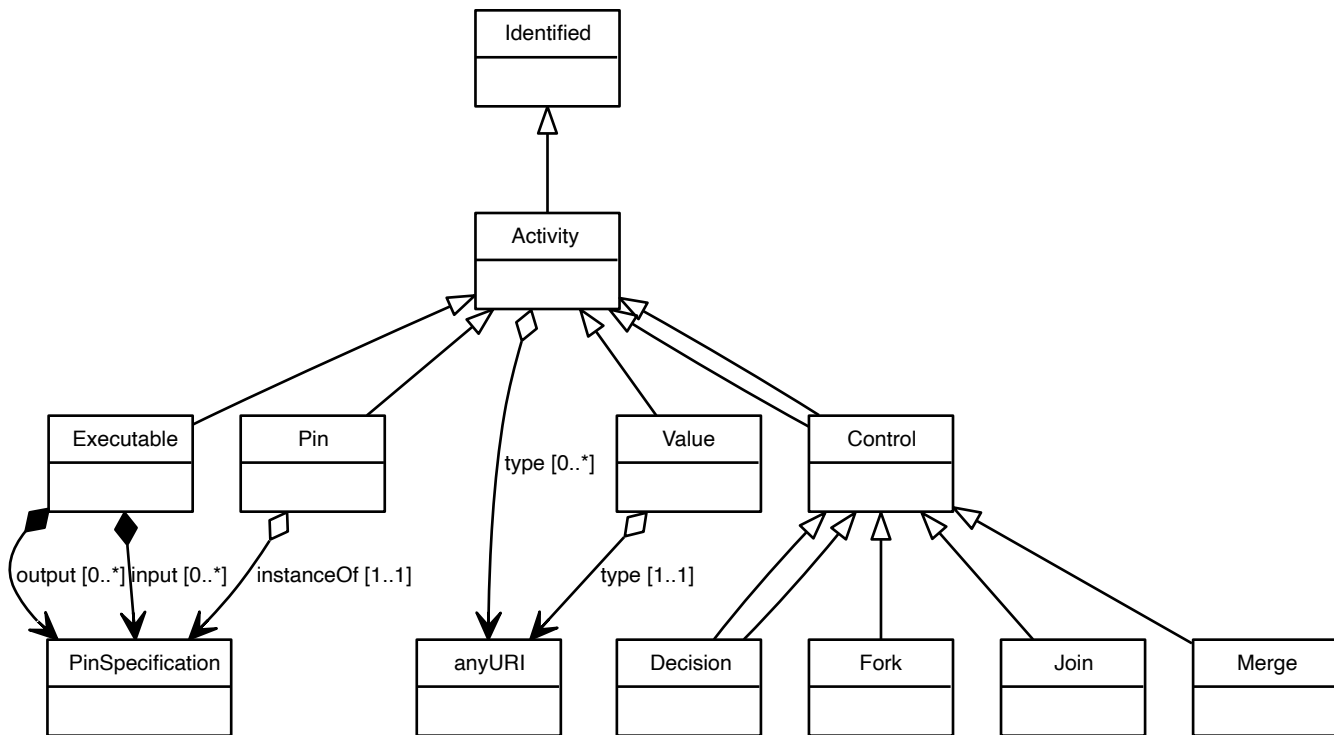 Identified
Activity
Executable
Pin
Value
Control
type [0..*]
output [0..*]
input [0..*]
instanceOf [1..1]
type [1..1]
PinSpecification
anyURI
Decision
Fork
Join
Merge